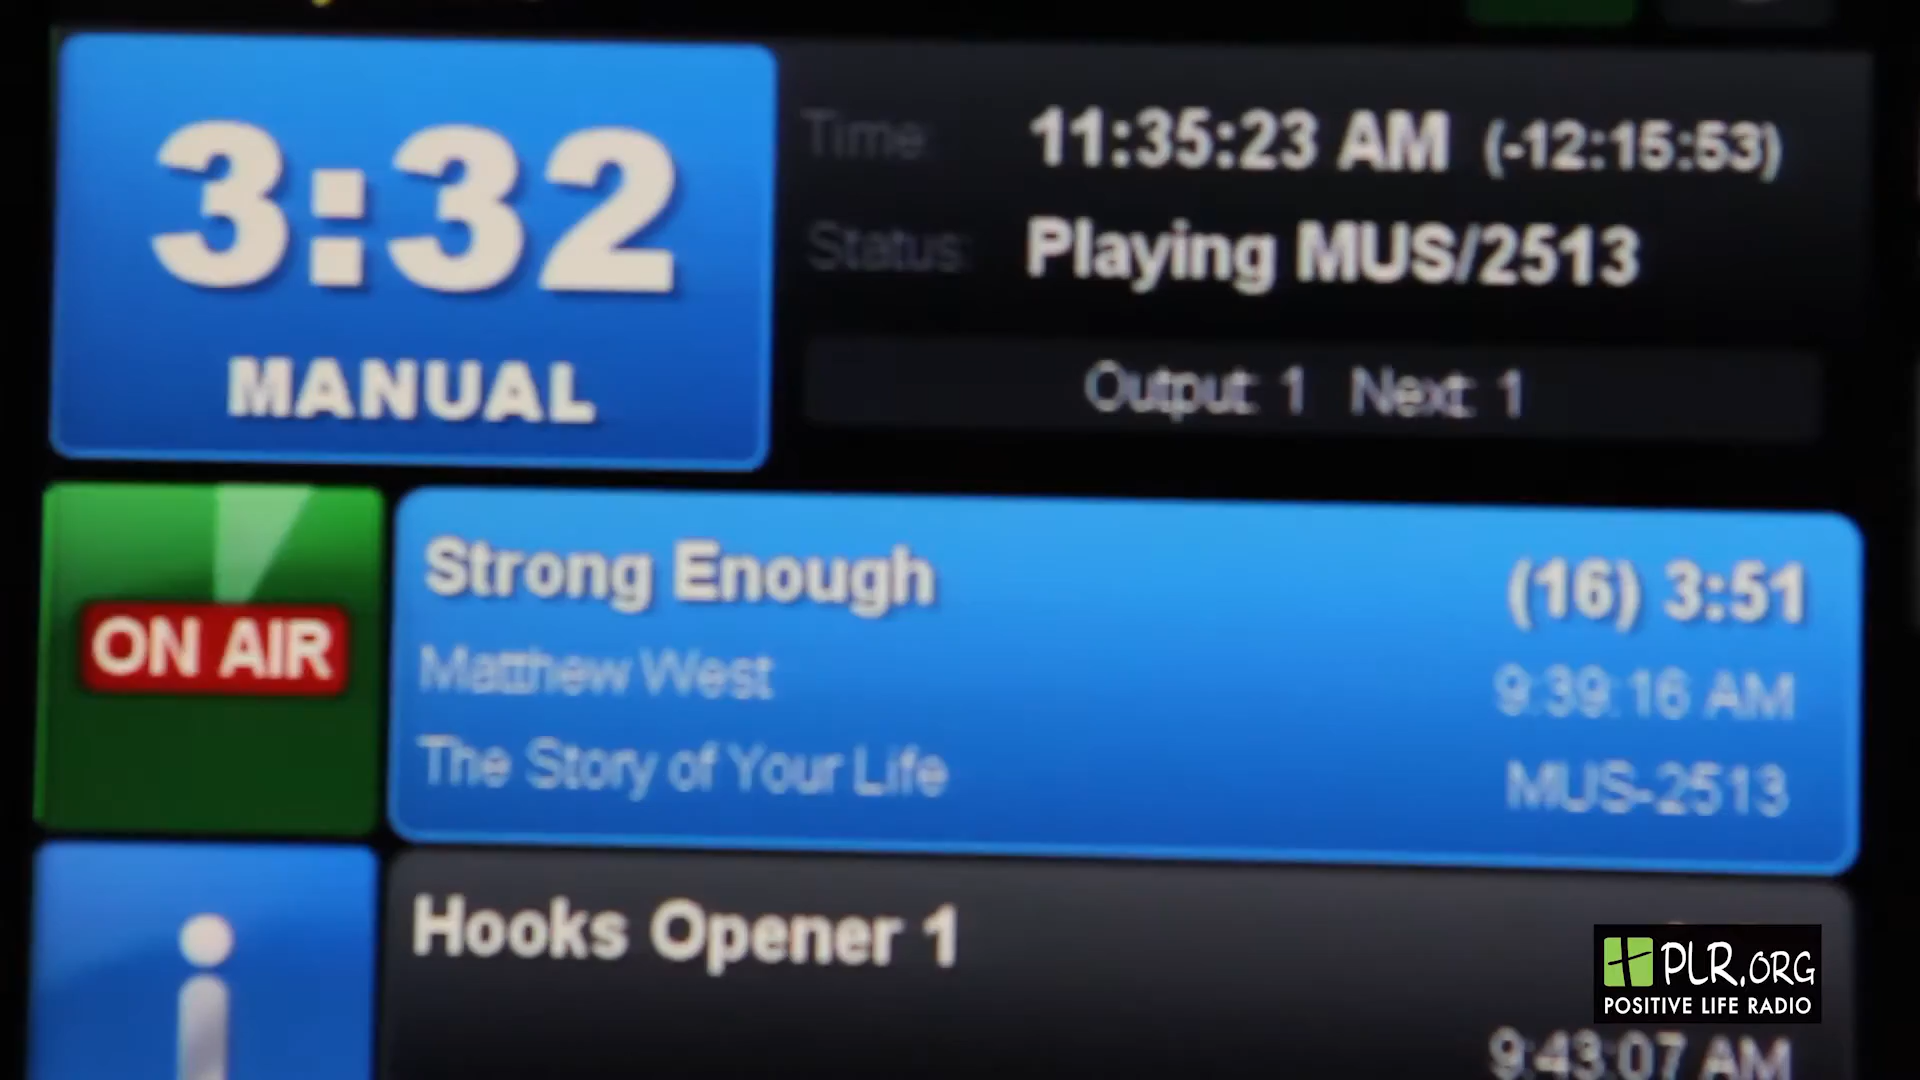 3:32
MANUAL
Time: 11:35:23 AM (-12:15:53)
Status: Playing MUS/2513
Output: 1 Next: 1
ON AIR
Strong Enough (16) 3:51
Matthew West 9:39:16 AM
The Story of Your Life MUS-2513
Hooks Opener 1
9:43:07 AM
PLR.ORG
POSITIVE LIFE RADIO